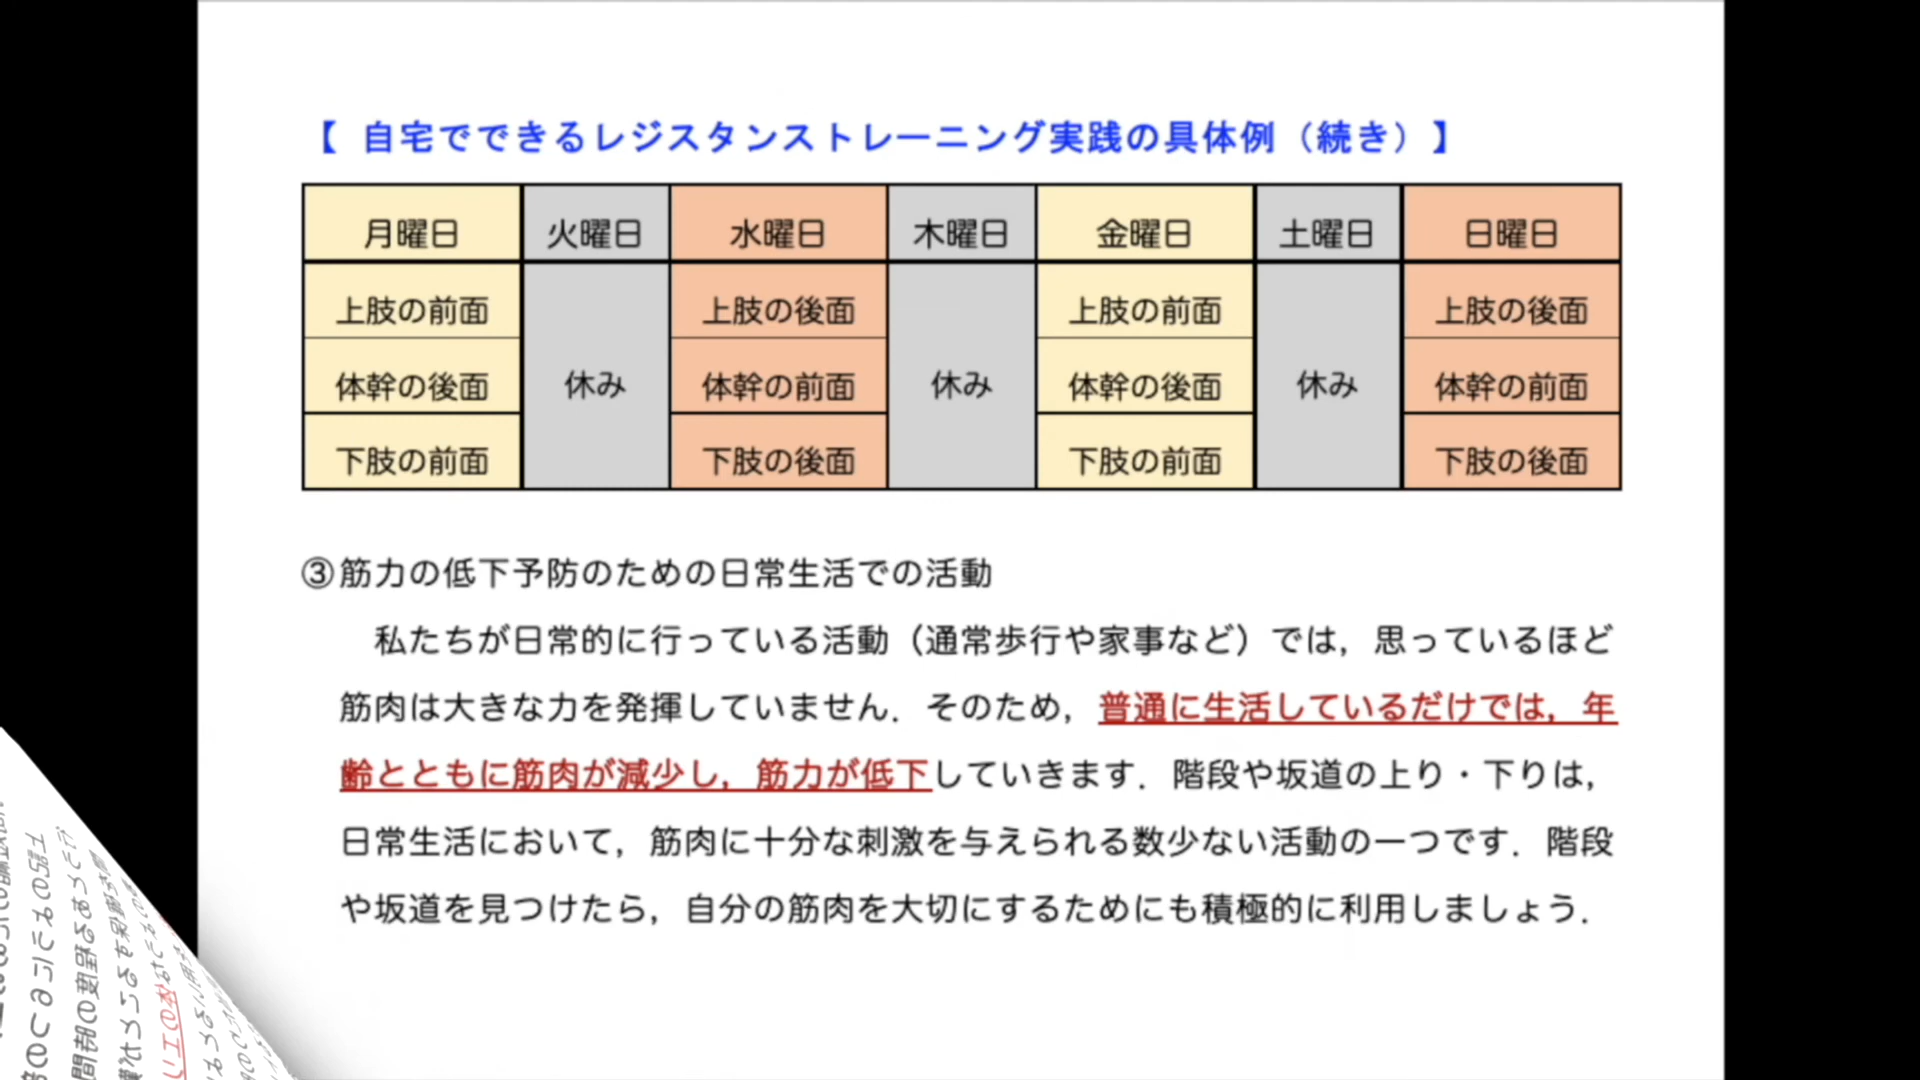 【 自宅でできるレジスタンストレーニング実践の具体例（続き）】
月曜日 火曜日 水曜日 木曜日 金曜日 土曜日 日曜日
上肢の前面 上肢の後面 上肢の前面 上肢の後面
体幹の後面 休み 体幹の前面 休み 体幹の後面 休み 体幹の前面
下肢の前面 下肢の後面 下肢の前面 下肢の後面
③筋力の低下予防のための日常生活での活動
私たちが日常的に行っている活動（通常歩行や家事など）では，思っているほど
筋肉は大きな力を発揮していません．そのため，普通に生活しているだけでは，年
齢とともに筋肉が減少し，筋力が低下していきます．階段や坂道の上り・下りは，
日常生活において，筋肉に十分な刺激を与えられる数少ない活動の一つです．階段
や坂道を見つけたら，自分の筋肉を大切にするためにも積極的に利用しましょう．